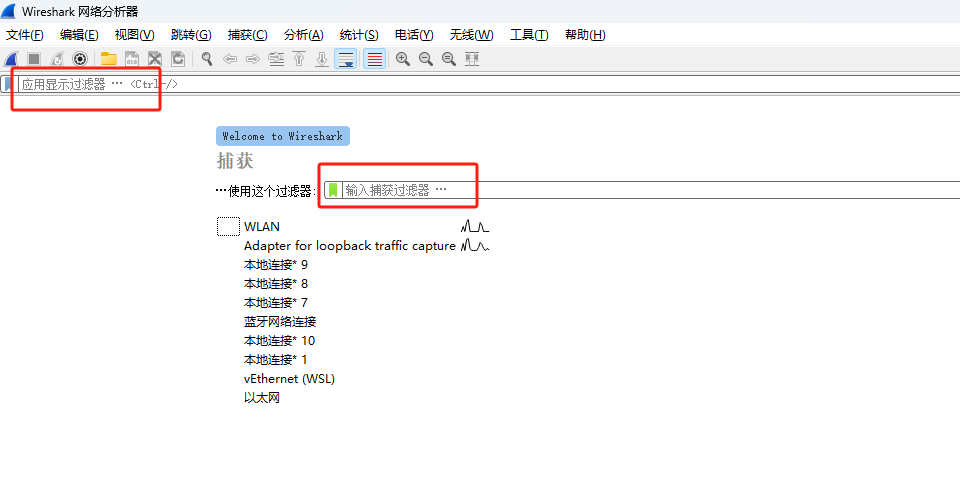 Wireshark 网络分析器
文件(F) 编辑(E) 视图(V) 跳转(G) 捕获(C) 分析(A) 统计(S) 电话(Y) 无线(W) 工具(T) 帮助(H)
应用显示过滤器 … <Ctrl-/>
Welcome to Wireshark
捕获
…使用这个过滤器: 输入捕获过滤器 …
WLAN
Adapter for loopback traffic capture
本地连接* 9
本地连接* 8
本地连接* 7
蓝牙网络连接
本地连接* 10
本地连接* 1
vEthernet (WSL)
以太网